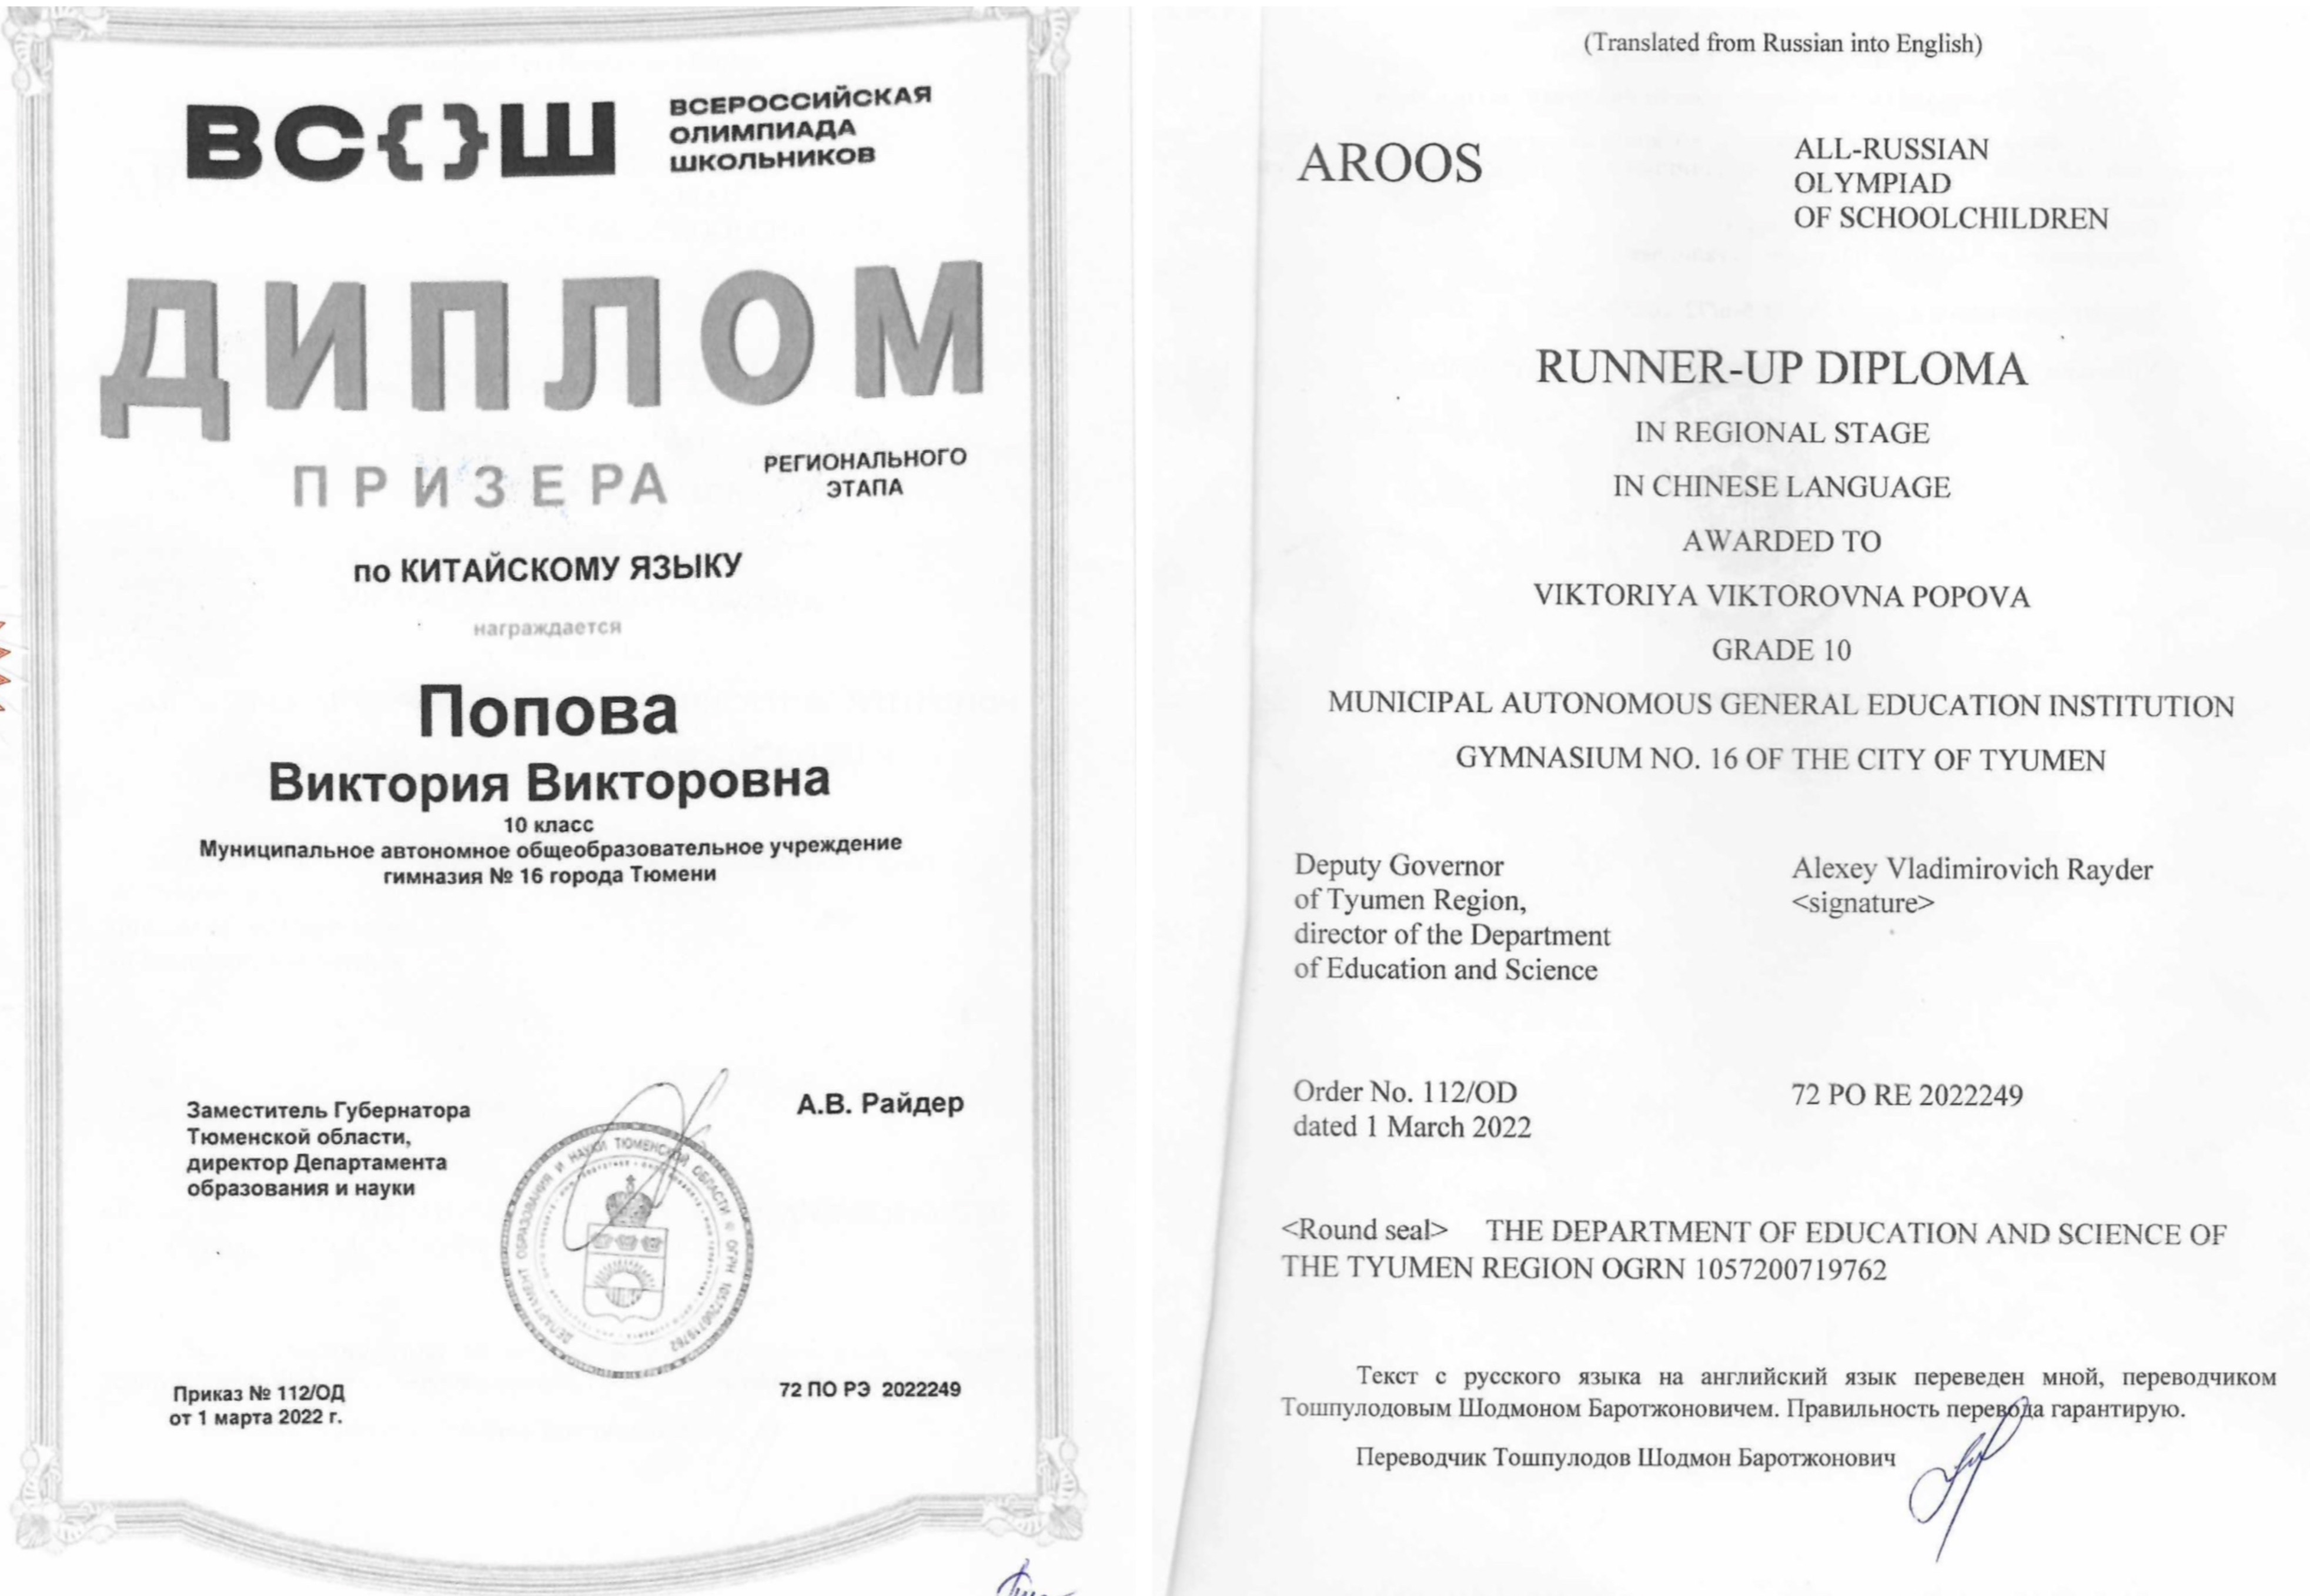 ВС{}Ш
ВСЕРОССИЙСКАЯ
ОЛИМПИАДА
ШКОЛЬНИКОВ
ДИПЛОМ
ПРИЗЕРА
РЕГИОНАЛЬНОГО
ЭТАПА
по КИТАЙСКОМУ ЯЗЫКУ
награждается
Попова
Виктория Викторовна
10 класс
Муниципальное автономное общеобразовательное учреждение
гимназия № 16 города Тюмени
Заместитель Губернатора
Тюменской области,
директор Департамента
образования и науки
А.В. Райдер
ДЕПАРТАМЕНТ ОБРАЗОВАНИЯ И НАУКИ ТЮМЕНСКОЙ ОБЛАСТИ ОГРН 1057200719762
Приказ № 112/ОД
от 1 марта 2022 г.
72 ПО РЭ 2022249
(Translated from Russian into English)
AROOS
ALL-RUSSIAN
OLYMPIAD
OF SCHOOLCHILDREN
RUNNER-UP DIPLOMA
IN REGIONAL STAGE
IN CHINESE LANGUAGE
AWARDED TO
VIKTORIYA VIKTOROVNA POPOVA
GRADE 10
MUNICIPAL AUTONOMOUS GENERAL EDUCATION INSTITUTION
GYMNASIUM NO. 16 OF THE CITY OF TYUMEN
Deputy Governor
of Tyumen Region,
director of the Department
of Education and Science
Alexey Vladimirovich Rayder
<signature>
Order No. 112/OD
dated 1 March 2022
72 PO RE 2022249
<Round seal> THE DEPARTMENT OF EDUCATION AND SCIENCE OF
THE TYUMEN REGION OGRN 1057200719762
Текст с русского языка на английский язык переведен мной, переводчиком
Тошпулодовым Шодмоном Баротжоновичем. Правильность перевода гарантирую.
Переводчик Тошпулодов Шодмон Баротжонович